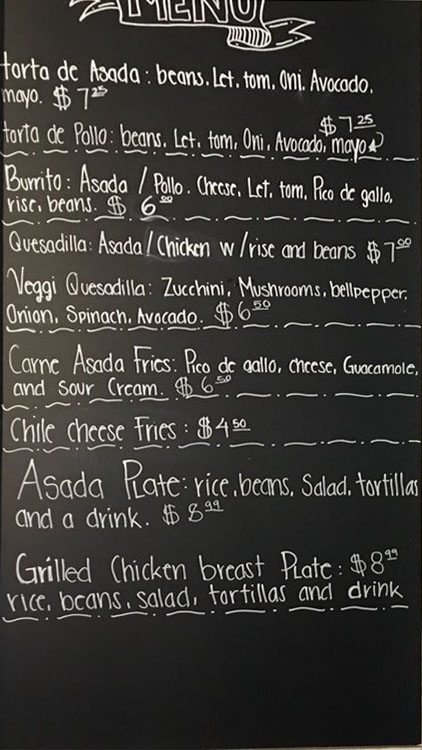 MENU
torta de Asada: beans. Let. tom. Oni. Avocado.
mayo. $7.25
$7.25
torta de Pollo: beans. Let. tom, Oni, Avocado, mayo
Burrito: Asada / Pollo. Cheese, Let, tom, Pico de gallo,
rise, beans. $6.00
Quesadilla: Asada/Chicken w/rise and beans $7.00
Veggi Quesadilla: Zucchini, Mushrooms, bellpepper,
Onion, Spinach, Avocado. $6.50
Carne Asada Fries: Pico de gallo, cheese, Guacamole,
and Sour Cream. $6.50
Chile cheese Fries: $4.50
Asada Plate: rice, beans, Salad, tortillas
and a drink. $8.99
Grilled Chicken breast Plate: $8.99
rice, beans, salad, tortillas and drink